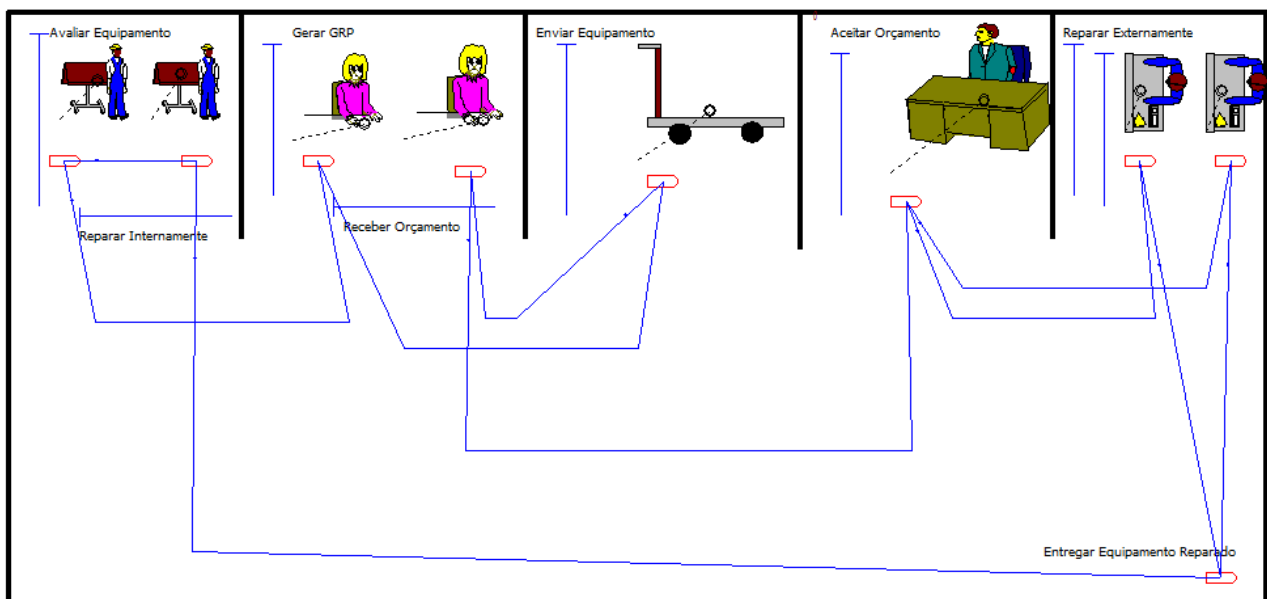 Avaliar Equipamento
Gerar GRP
Enviar Equipamento
Aceitar Orçamento
Reparar Externamente
Reparar Internamente
Receber Orçamento
Entregar Equipamento Reparado